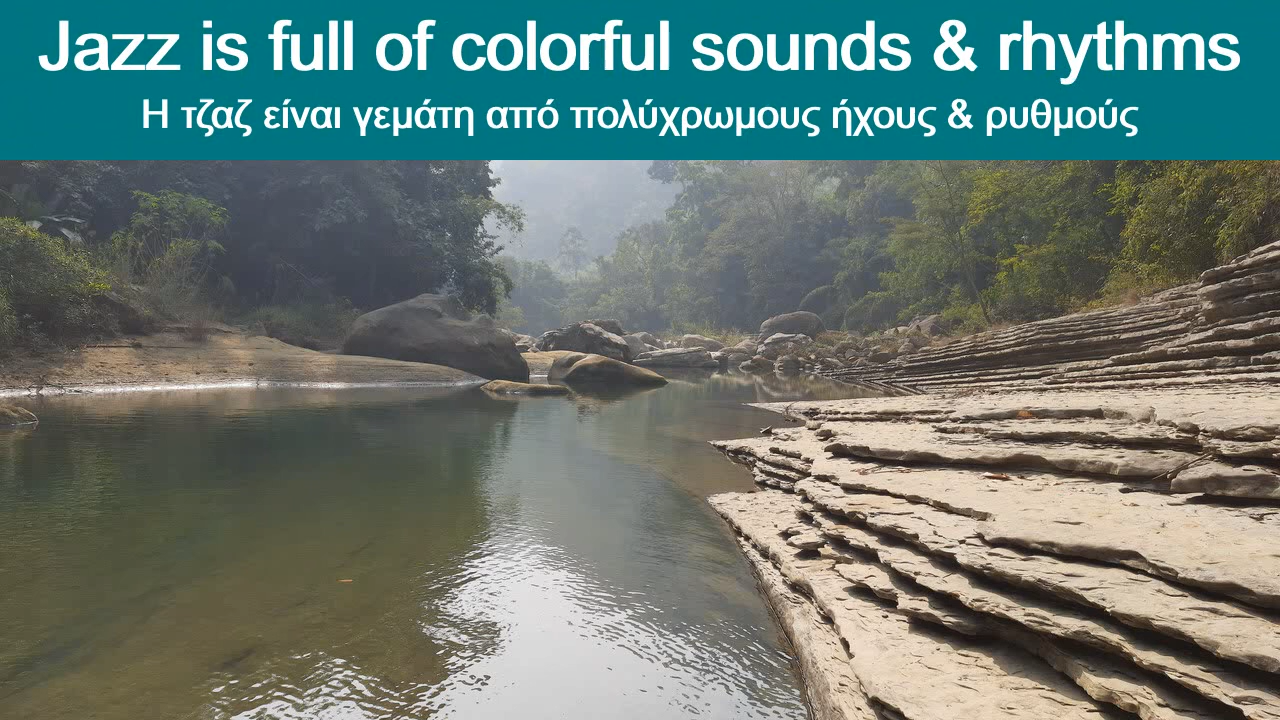 Jazz is full of colorful sounds & rhythms
Η τζαζ είναι γεμάτη από πολύχρωμους ήχους & ρυθμούς